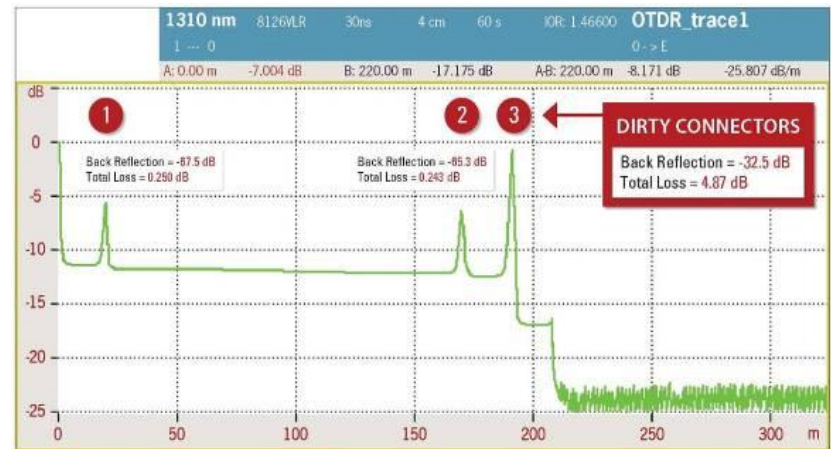 1310 nm 8126VLR 30ns 4 cm 60 s IOR: 1.46600 OTDR_trace1
1 --- 0 0 - > E
A: 0.00 m -7.004 dB B: 220.00 m -17.175 dB A-B: 220.00 m -8.171 dB -25.807 dB/m
dB
1 2 3
DIRTY CONNECTORS
Back Reflection = -32.5 dB
Total Loss = 4.87 dB
Back Reflection = -67.5 dB
Total Loss = 0.250 dB
Back Reflection = -65.3 dB
Total Loss = 0.243 dB
0
-5
-10
-15
-20
-25
0 50 100 150 200 250 300 m